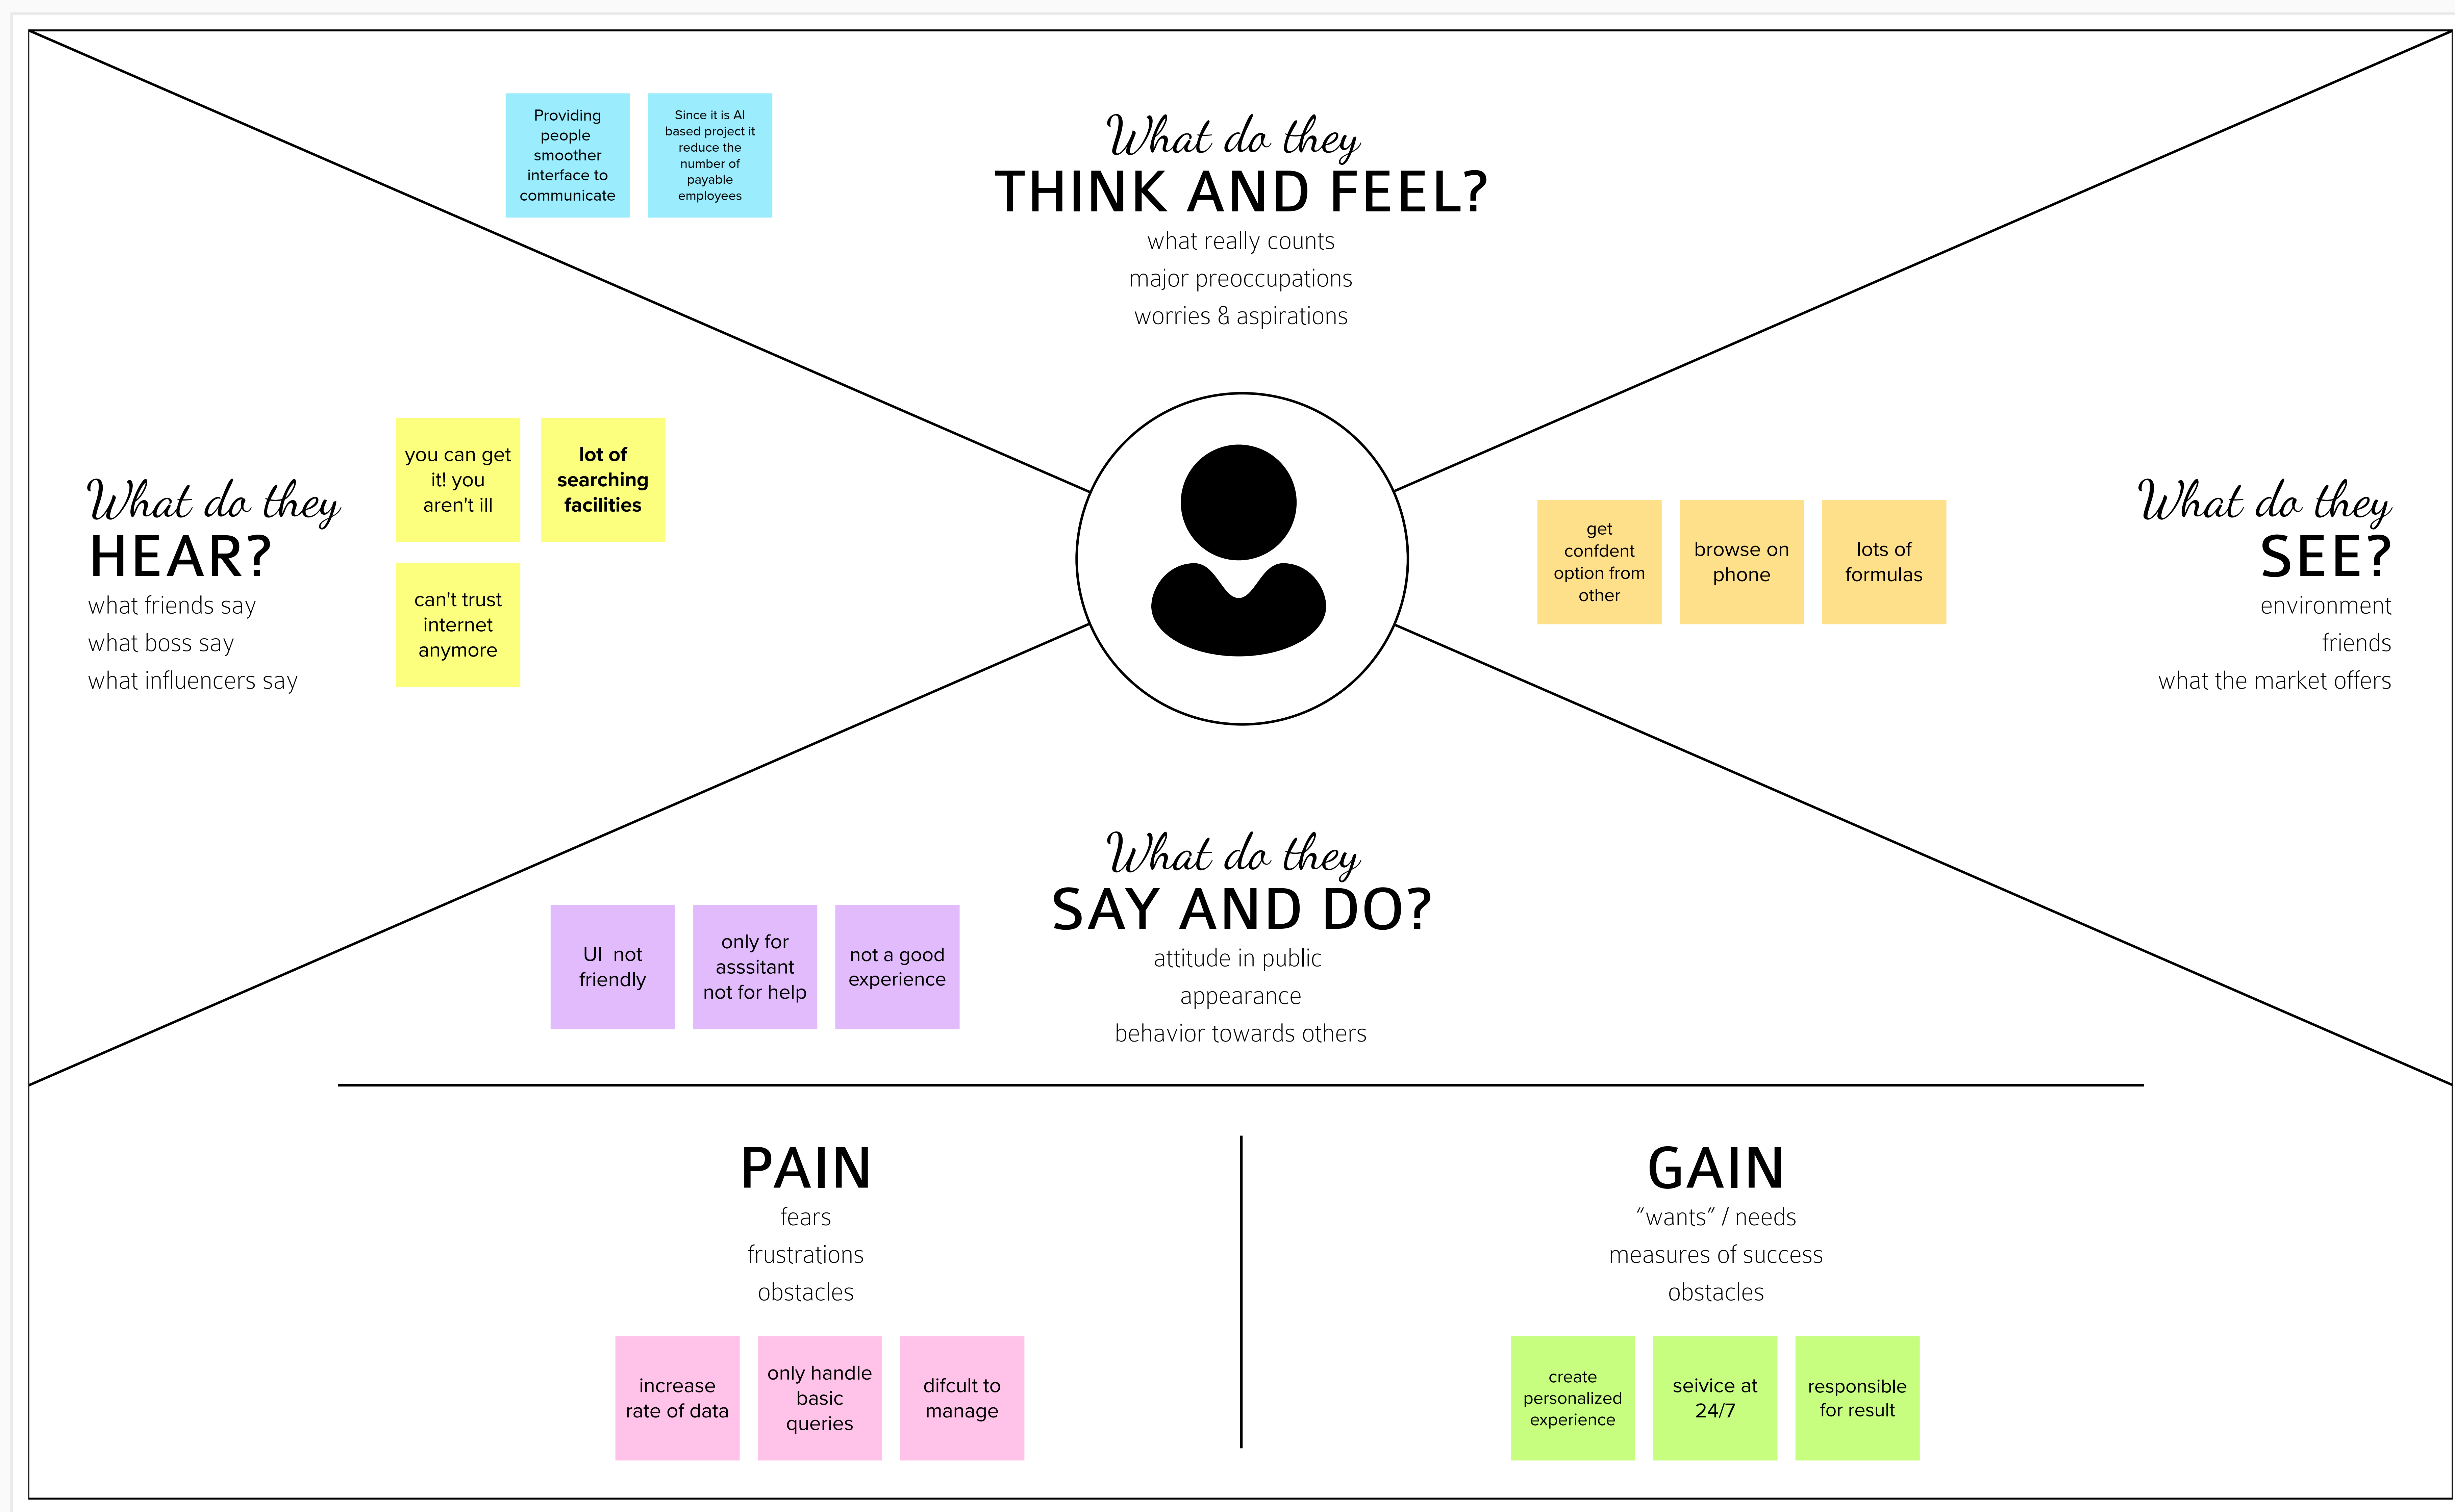 Providing
people
smoother
interface to
communicate
Since it is AI
based project it
reduce the
number of
payable
employees
What do they
THINK AND FEEL?
what really counts
major preoccupations
worries & aspirations
What do they
HEAR?
what friends say
what boss say
what influencers say
you can get
it! you
aren't ill
lot of
searching
facilities
can't trust
internet
anymore
get
confdent
option from
other
browse on
phone
lots of
formulas
What do they
SEE?
environment
friends
what the market offers
What do they
SAY AND DO?
attitude in public
appearance
behavior towards others
UI  not
friendly
only for
asssitant
not for help
not a good
experience
PAIN
fears
frustrations
obstacles
increase
rate of data
only handle
basic
queries
difcult to
manage
GAIN
“wants” / needs
measures of success
obstacles
create
personalized
experience
seivice at
24/7
responsible
for result